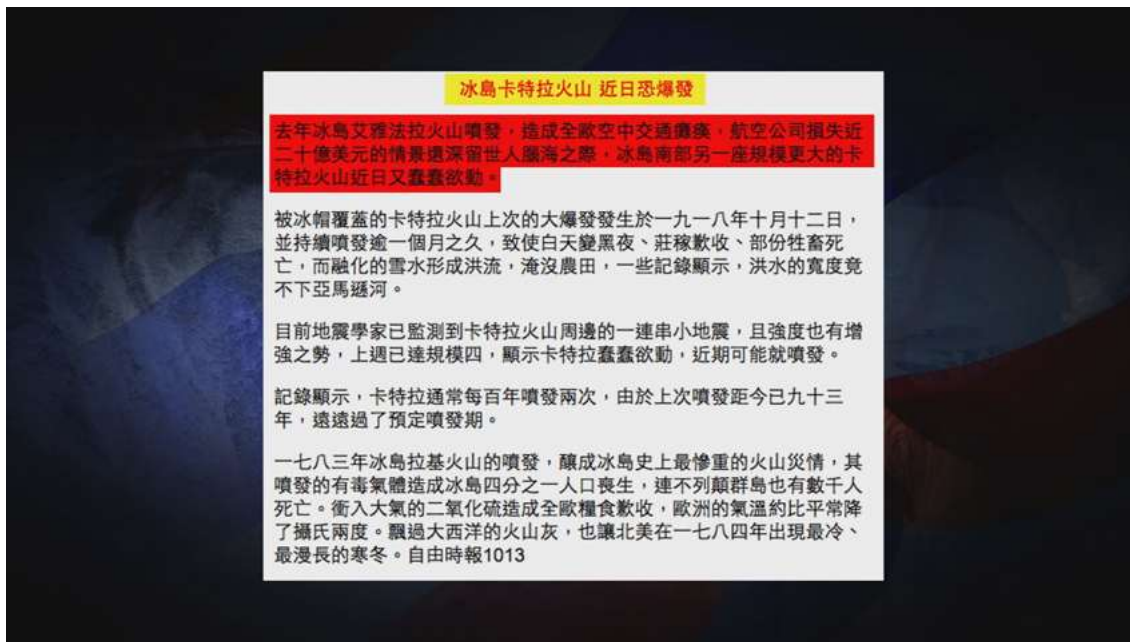 冰島卡特拉火山 近日恐爆發
去年冰島艾雅法拉火山噴發，造成全歐空中交通癱瘓，航空公司損失近
二十億美元的情景還深留世人腦海之際，冰島南部另一座規模更大的卡
特拉火山近日又蠢蠢欲動。
被冰帽覆蓋的卡特拉火山上次的大爆發發生於一九一八年十月十二日，
並持續噴發逾一個月之久，致使白天變黑夜、莊稼歉收、部份牲畜死
亡，而融化的雪水形成洪流，淹沒農田，一些記錄顯示，洪水的寬度竟
不下亞馬遜河。
目前地震學家已監測到卡特拉火山周邊的一連串小地震，且強度也有增
強之勢，上週已達規模四，顯示卡特拉蠢蠢欲動，近期可能就噴發。
記錄顯示，卡特拉通常每百年噴發兩次，由於上次噴發距今已九十三
年，遠遠過了預定噴發期。
一七八三年冰島拉基火山的噴發，釀成冰島史上最慘重的火山災情，其
噴發的有毒氣體造成冰島四分之一人口喪生，連不列顛群島也有數千人
死亡。衝入大氣的二氧化硫造成全歐糧食歉收，歐洲的氣溫約比平常降
了攝氏兩度。飄過大西洋的火山灰，也讓北美在一七八四年出現最冷、
最漫長的寒冬。自由時報1013